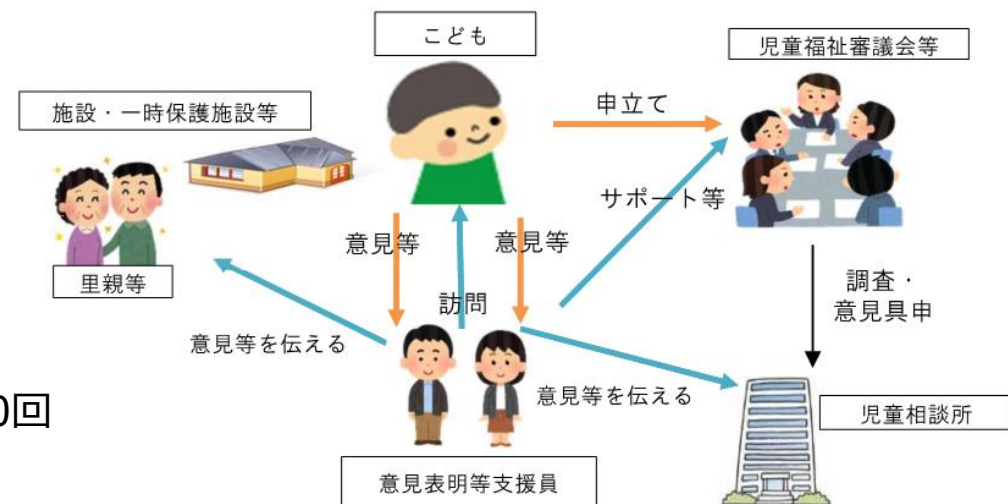 こども
児童福祉審議会等
施設・一時保護施設等
申立て
サポート等
意見等
意見等
里親等
訪問
調査・
意見具申
意見等を伝える
0回
意見等を伝える
児童相談所
意見表明等支援員